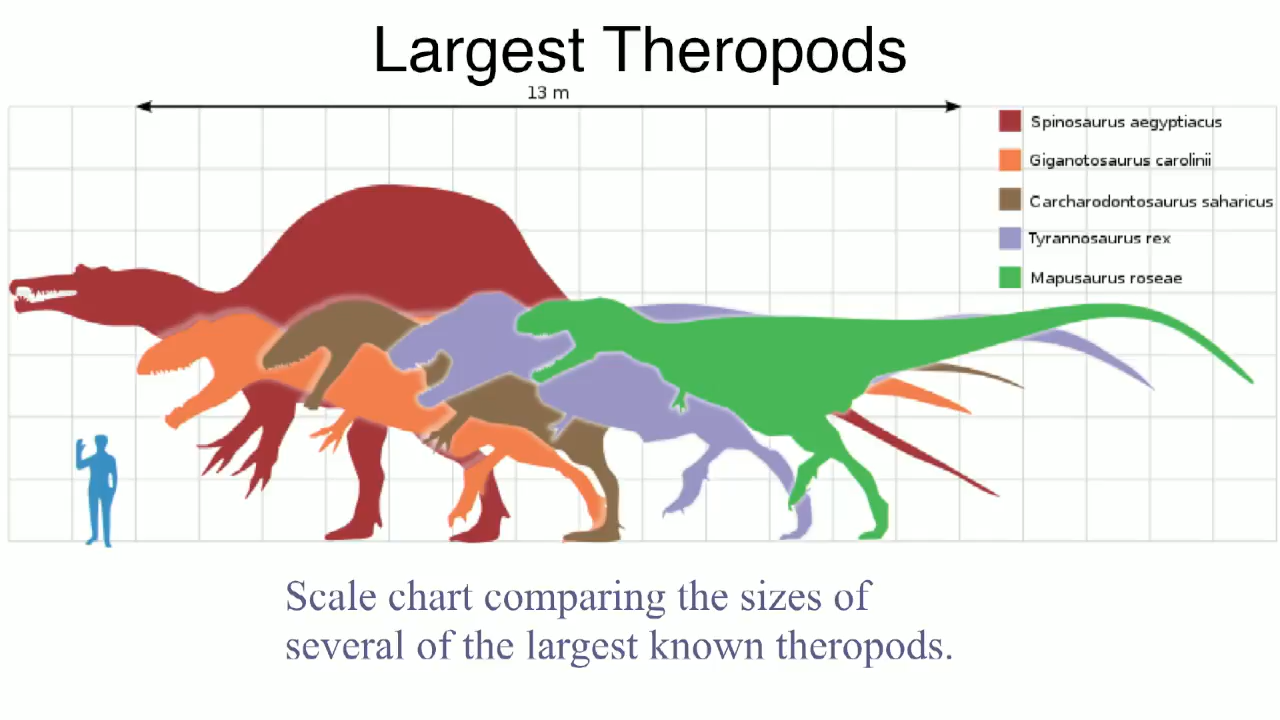 Largest Theropods
13 m
Spinosaurus aegyptiacus
Giganotosaurus carolinii
Carcharodontosaurus saharicus
Tyrannosaurus rex
Mapusaurus roseae
Scale chart comparing the sizes of
several of the largest known theropods.